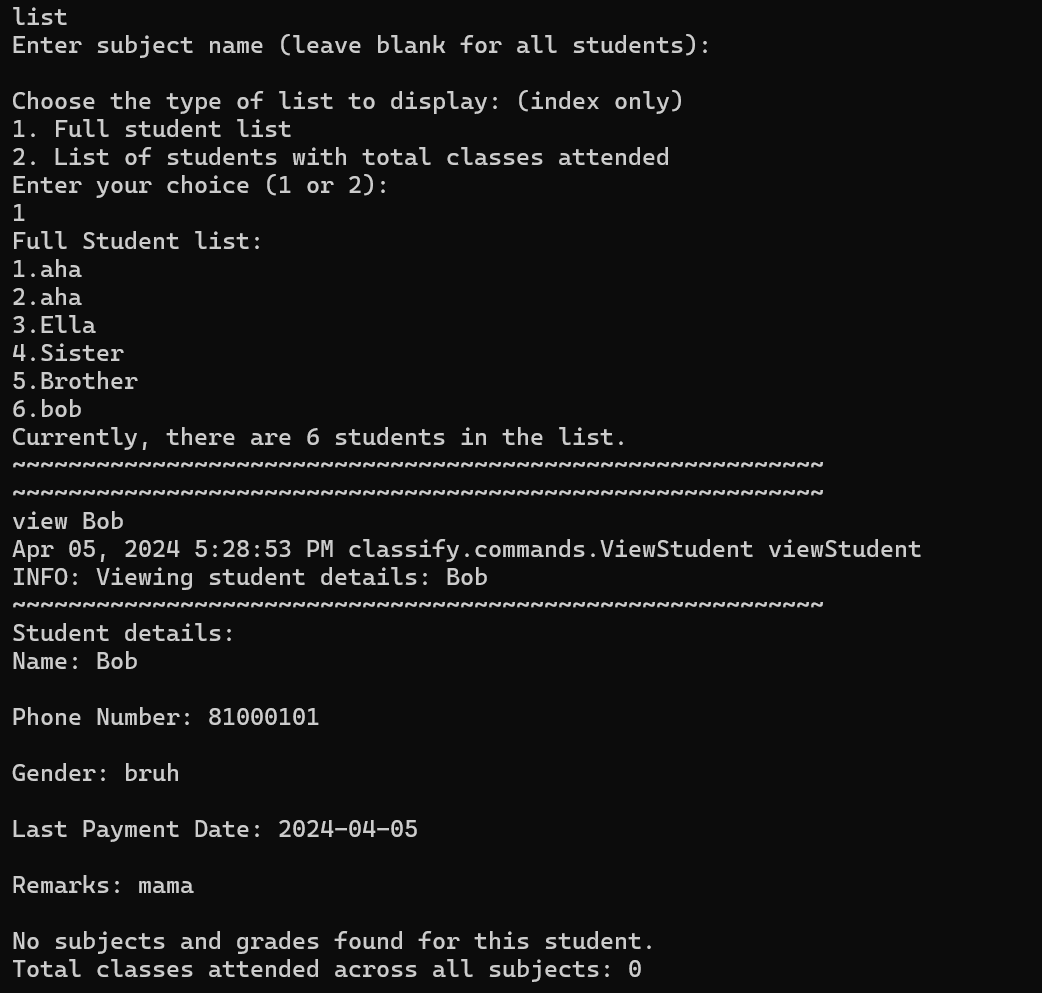 list
Enter subject name (leave blank for all students):
Choose the type of list to display: (index only)
1. Full student list
2. List of students with total classes attended
Enter your choice (1 or 2):
1
Full Student list:
1.aha
2.aha
3.Ella
4.Sister
5.Brother
6.bob
Currently, there are 6 students in the list.
~~~~~~~~~~~~~~~~~~~~~~~~~~~~~~~~~~~~~~~~~~~~~~~~~~~~~~~~~~
~~~~~~~~~~~~~~~~~~~~~~~~~~~~~~~~~~~~~~~~~~~~~~~~~~~~~~~~~~
view Bob
Apr 05, 2024 5:28:53 PM classify.commands.ViewStudent viewStudent
INFO: Viewing student details: Bob
~~~~~~~~~~~~~~~~~~~~~~~~~~~~~~~~~~~~~~~~~~~~~~~~~~~~~~~~~~
Student details:
Name: Bob
Phone Number: 81000101
Gender: bruh
Last Payment Date: 2024-04-05
Remarks: mama
No subjects and grades found for this student.
Total classes attended across all subjects: 0